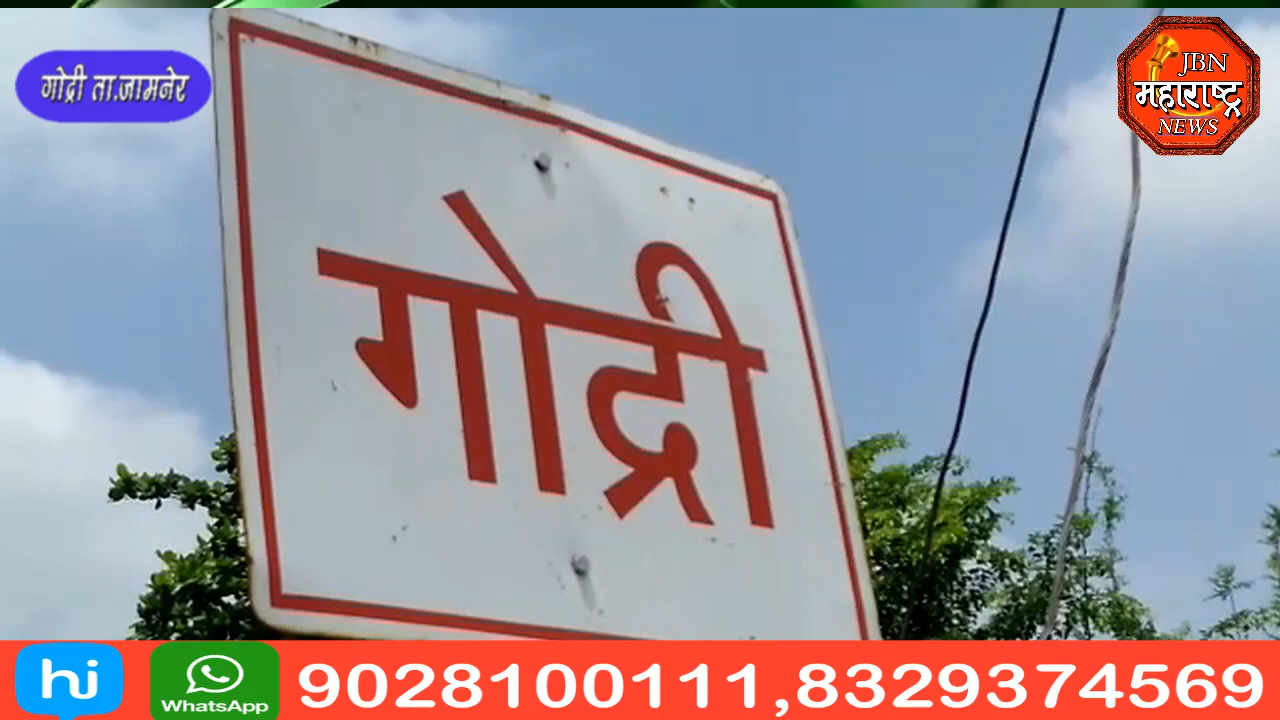 गोद्री ता.जामनेर
JBN
महाराष्ट्र
NEWS
गोद्री
hi
WhatsApp
9028100111,8329374569